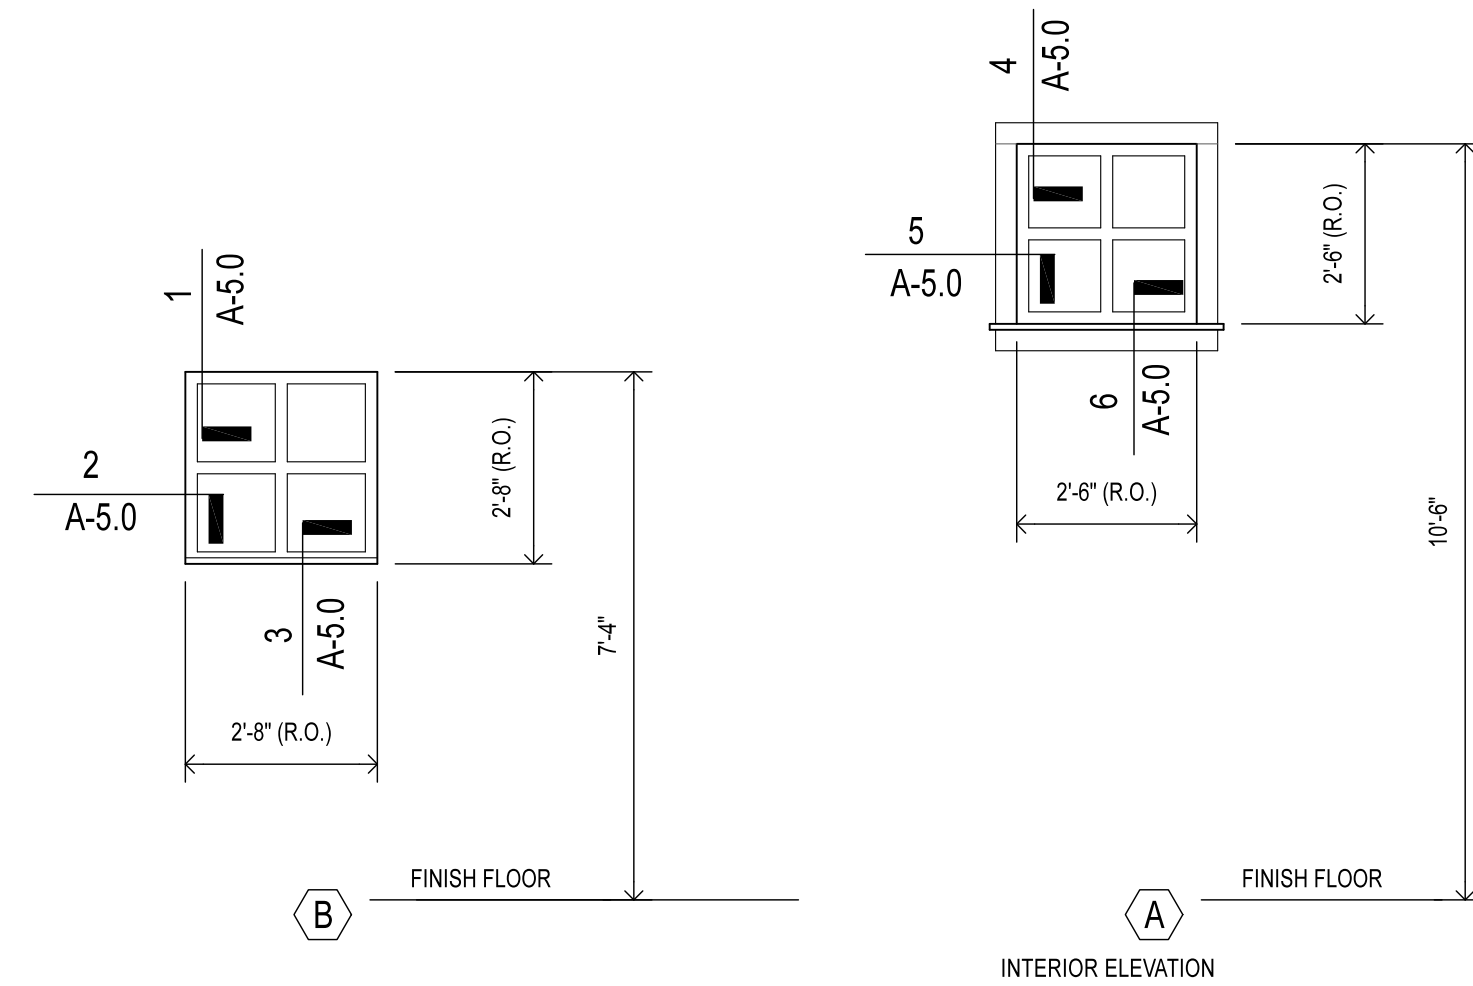 1
A-5.0
2
A-5.0
3
A-5.0
2'-8" (R.O.)
2'-8" (R.O.)
7'-4"
FINISH FLOOR
B
4
A-5.0
5
A-5.0
6
A-5.0
2'-6" (R.O.)
2'-6" (R.O.)
10'-6"
FINISH FLOOR
A
INTERIOR ELEVATION